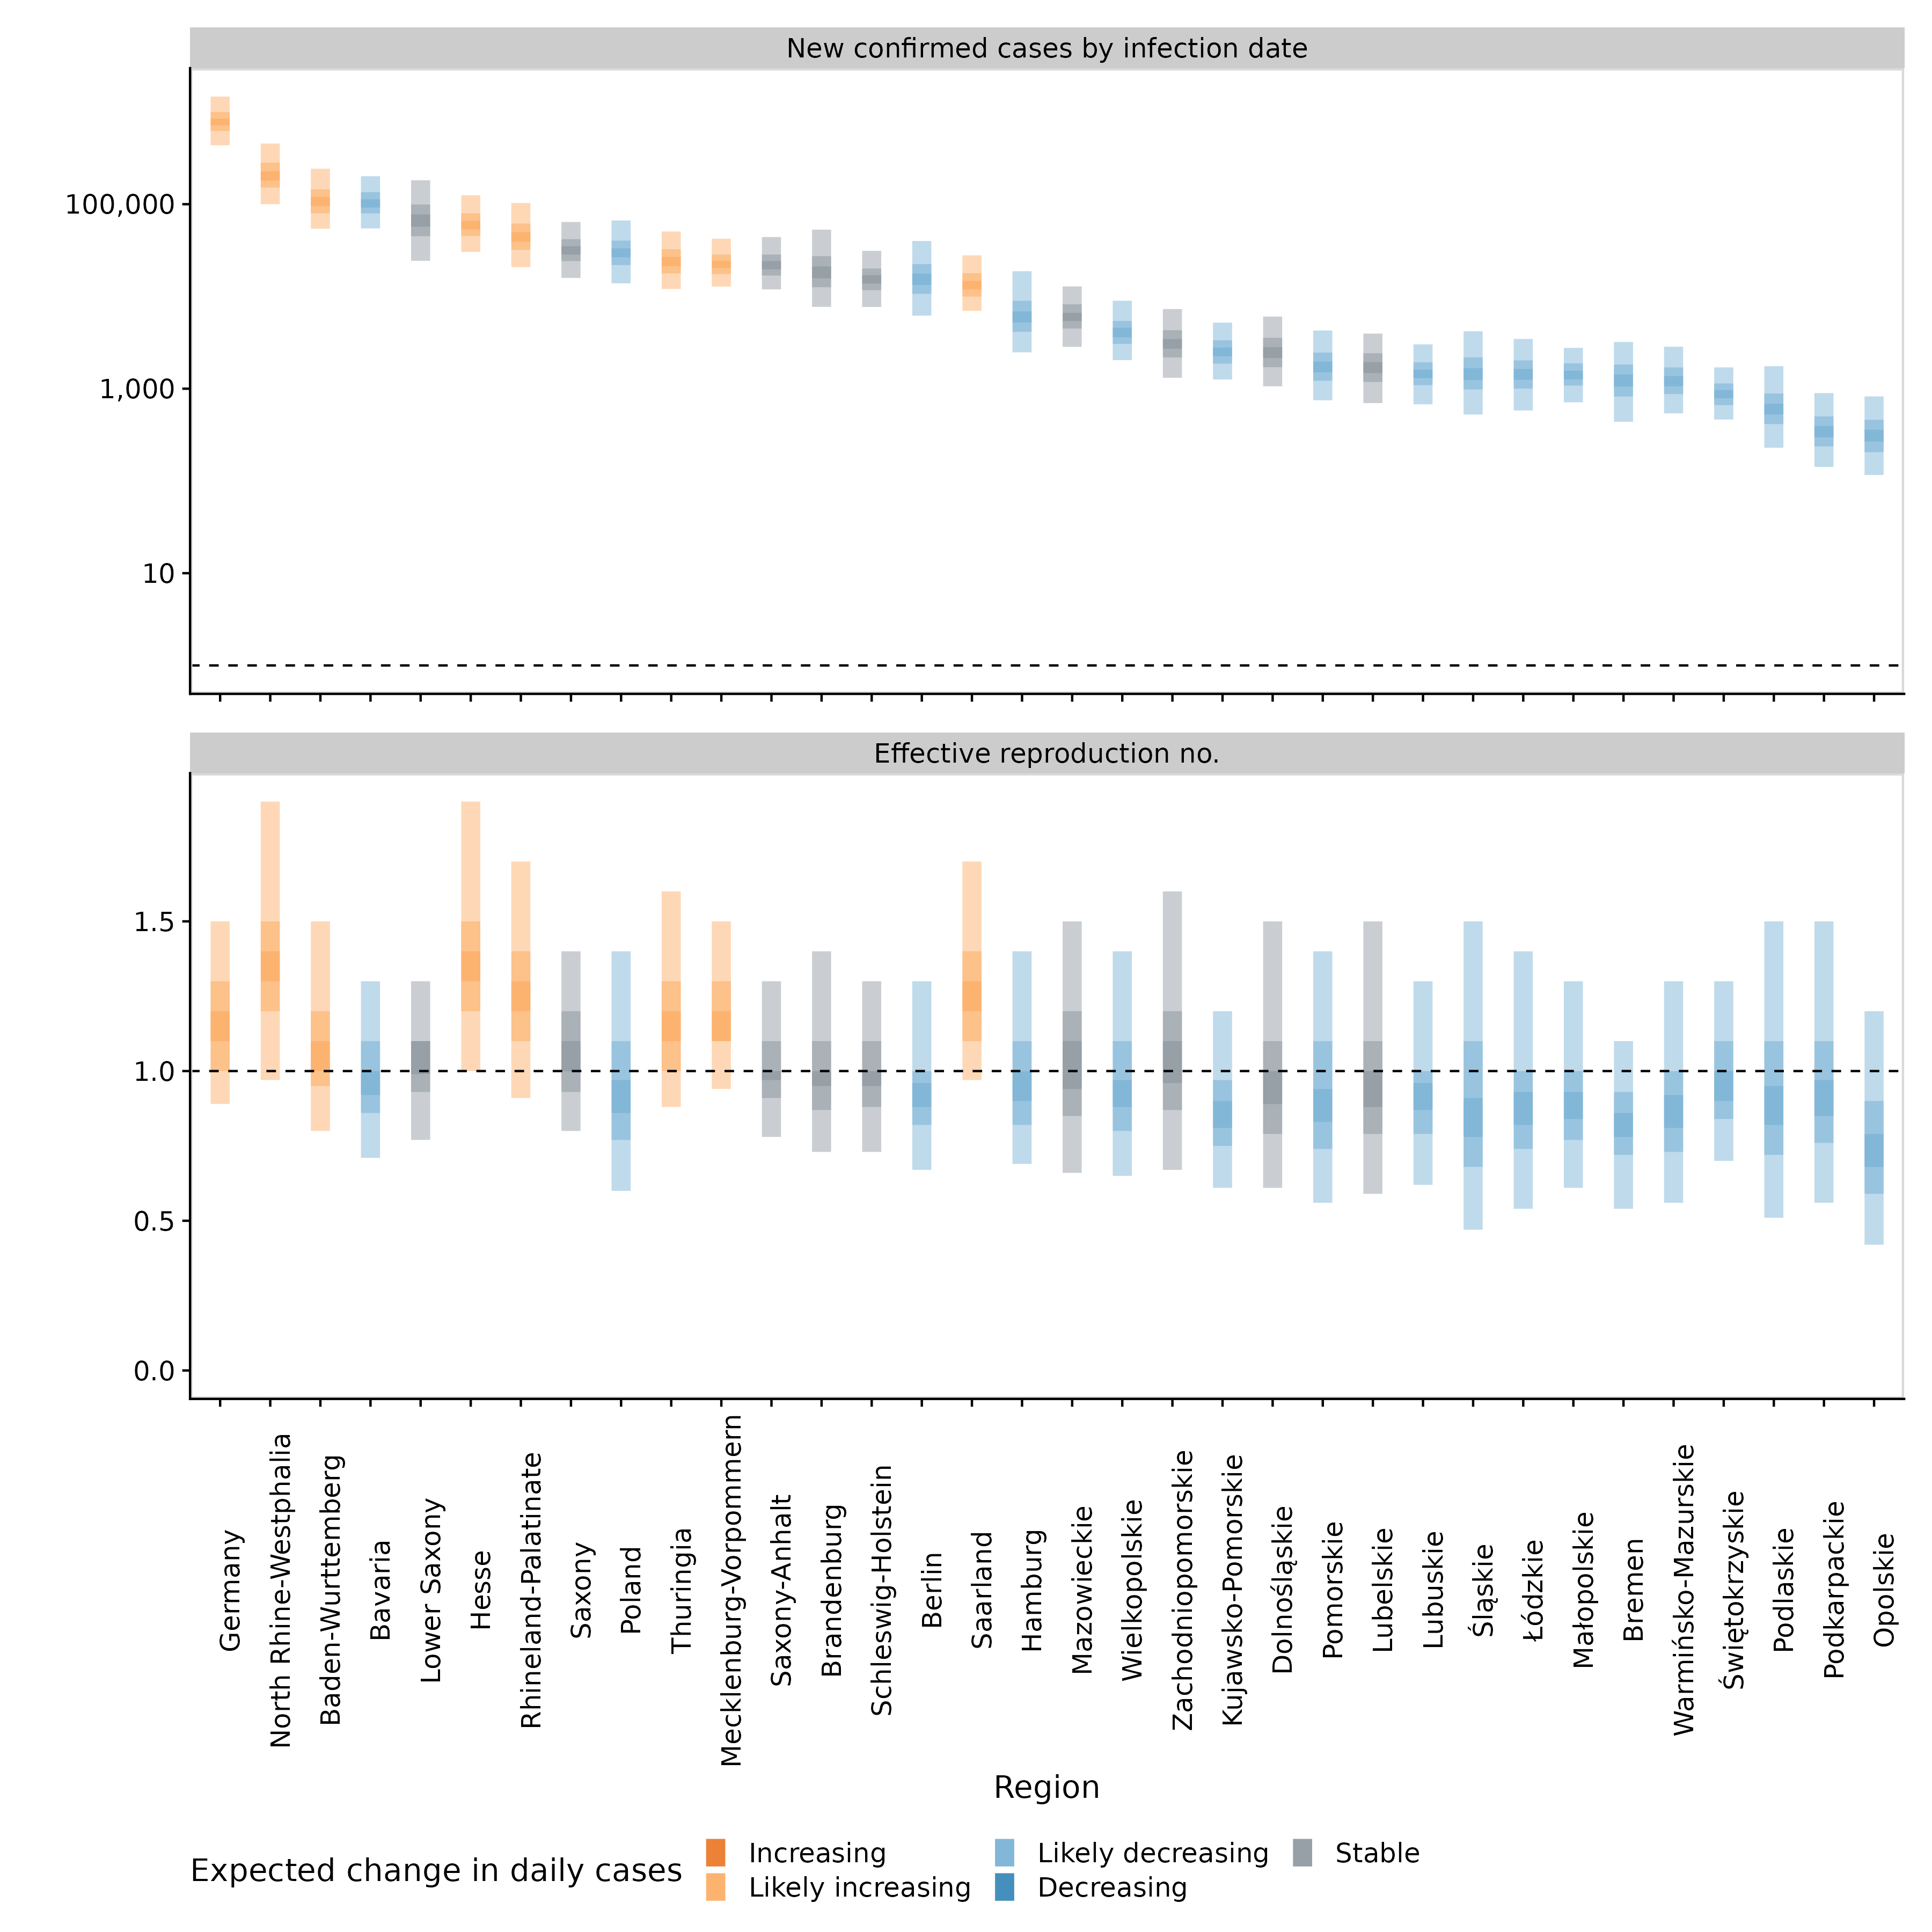 New confirmed cases by infection date
100,000
1,000
10
Effective reproduction no.
1.5
1.0
0.5
0.0
Germany
North Rhine-Westphalia
Baden-Wurttemberg
Bavaria
Lower Saxony
Hesse
Rhineland-Palatinate
Saxony
Poland
Thuringia
Mecklenburg-Vorpommern
Saxony-Anhalt
Brandenburg
Schleswig-Holstein
Berlin
Saarland
Hamburg
Mazowieckie
Wielkopolskie
Zachodniopomorskie
Kujawsko-Pomorskie
Dolnośląskie
Pomorskie
Lubelskie
Lubuskie
Śląskie
Łódzkie
Małopolskie
Bremen
Warmińsko-Mazurskie
Świętokrzyskie
Podlaskie
Podkarpackie
Opolskie
Region
Expected change in daily cases
Increasing
Likely increasing
Likely decreasing
Decreasing
Stable